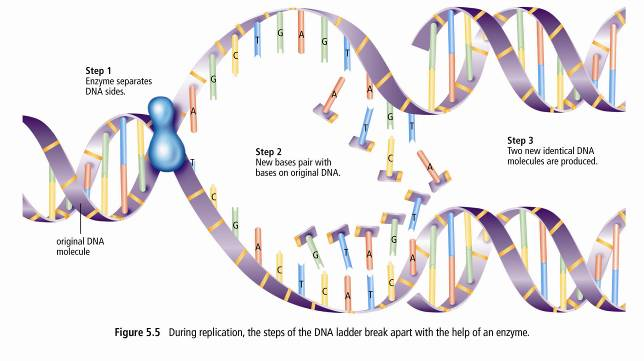 Step 1
Enzyme separates
DNA sides.
original DNA
molecule
A
G
C
T
G
A
G
T
A
G
T
A
T
C
A
Step 2
New bases pair with
bases on original DNA.
T
C
G
A
C
T
C
A
T
C
A
G
T
A
G
T
Step 3
Two new identical DNA
molecules are produced.
Figure 5.5 During replication, the steps of the DNA ladder break apart with the help of an enzyme.